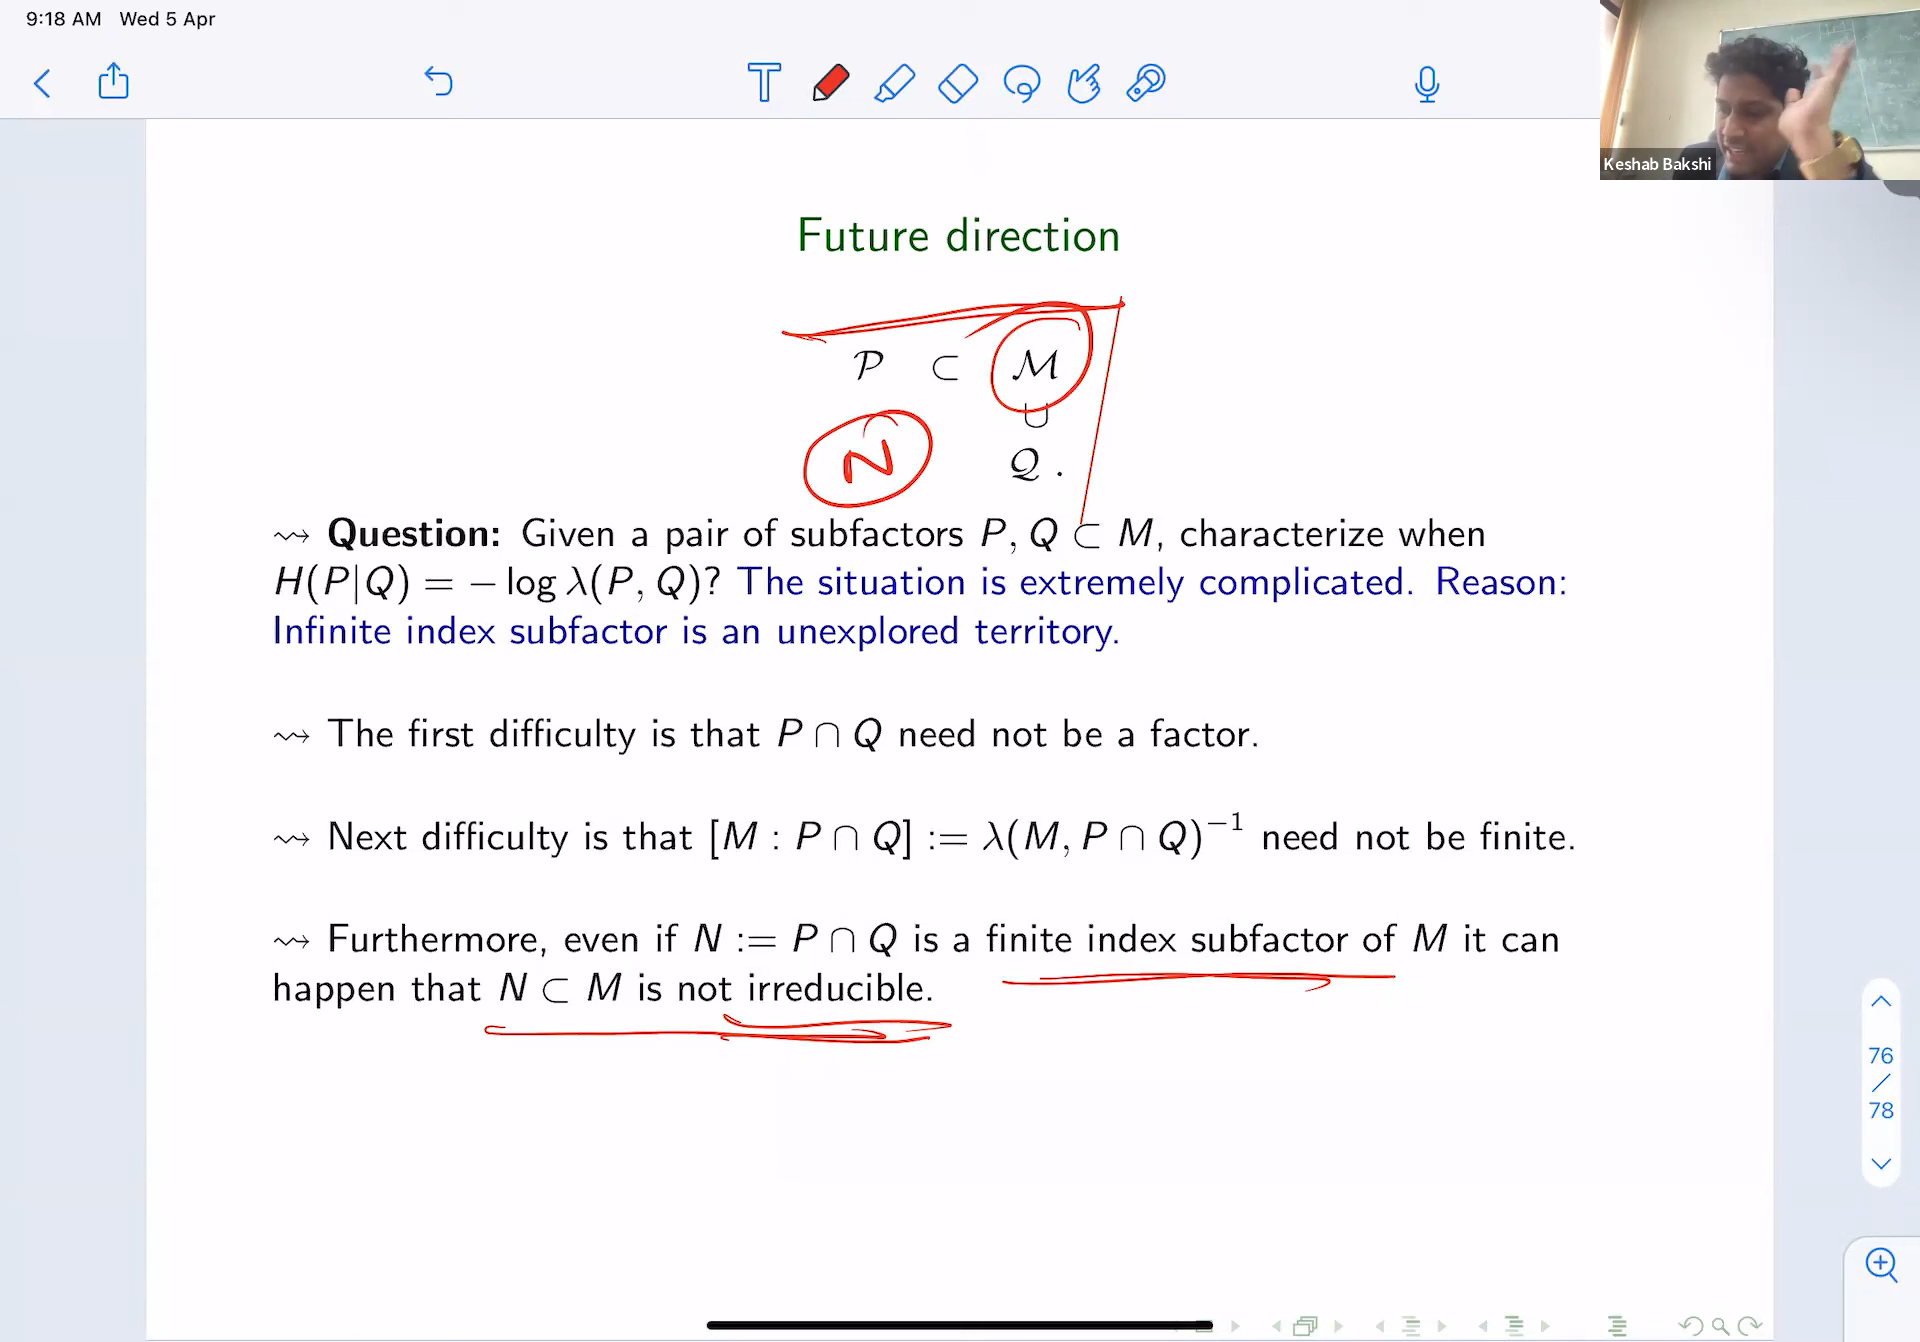 9:18 AM Wed 5 Apr
Keshab Bakshi
Future direction
𝒫 ⊂ ℳ
∪
N 𝒬 .
⇝ Question: Given a pair of subfactors P, Q ⊂ M, characterize when
H(P|Q) = − log λ(P, Q)? The situation is extremely complicated. Reason:
Infinite index subfactor is an unexplored territory.
⇝ The first difficulty is that P ∩ Q need not be a factor.
⇝ Next difficulty is that [M : P ∩ Q] := λ(M, P ∩ Q)⁻¹ need not be finite.
⇝ Furthermore, even if N := P ∩ Q is a finite index subfactor of M it can
happen that N ⊂ M is not irreducible.
76
/
78